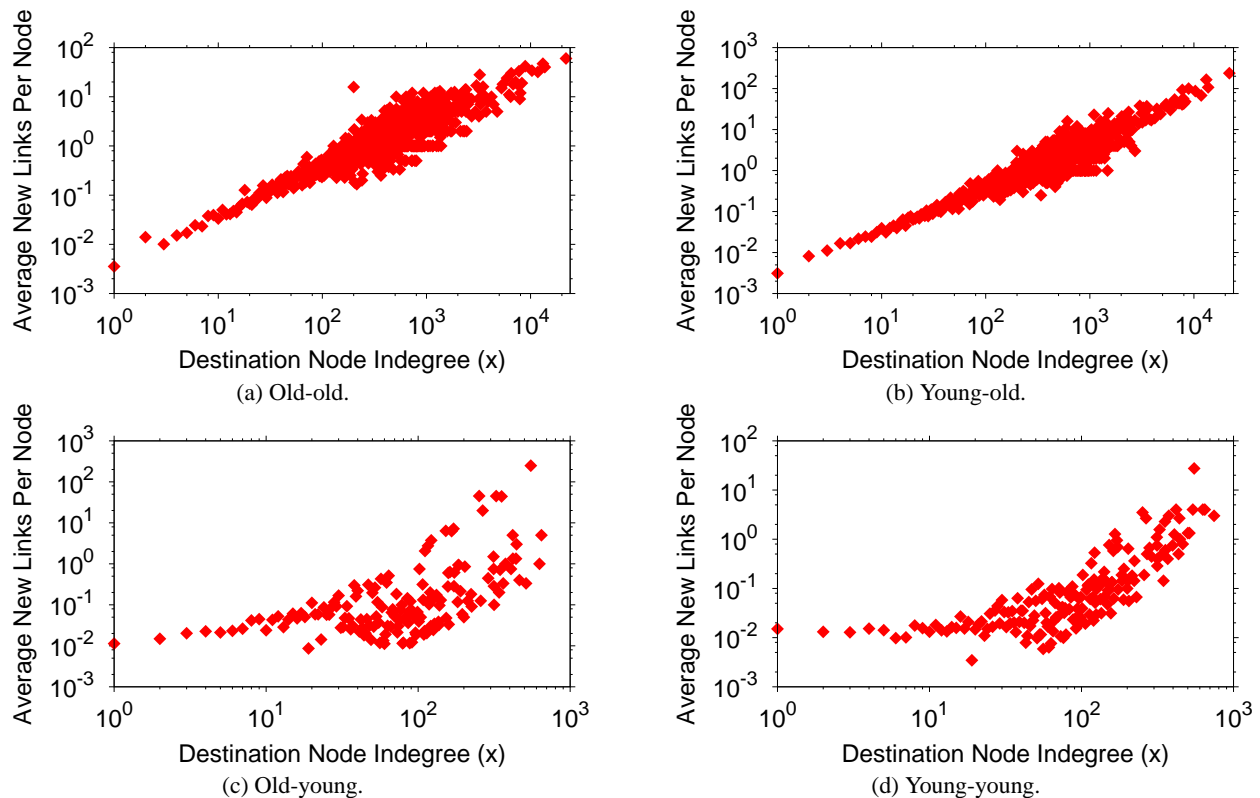 Average New Links Per Node
10^2
10^1
10^0
10^-1
10^-2
10^-3
10^0 10^1 10^2 10^3 10^4
Destination Node Indegree (x)
(a) Old-old.
Average New Links Per Node
10^3
10^2
10^1
10^0
10^-1
10^-2
10^-3
10^0 10^1 10^2 10^3 10^4
Destination Node Indegree (x)
(b) Young-old.
Average New Links Per Node
10^3
10^2
10^1
10^0
10^-1
10^-2
10^-3
10^0 10^1 10^2 10^3
Destination Node Indegree (x)
(c) Old-young.
Average New Links Per Node
10^2
10^1
10^0
10^-1
10^-2
10^-3
10^0 10^1 10^2 10^3
Destination Node Indegree (x)
(d) Young-young.